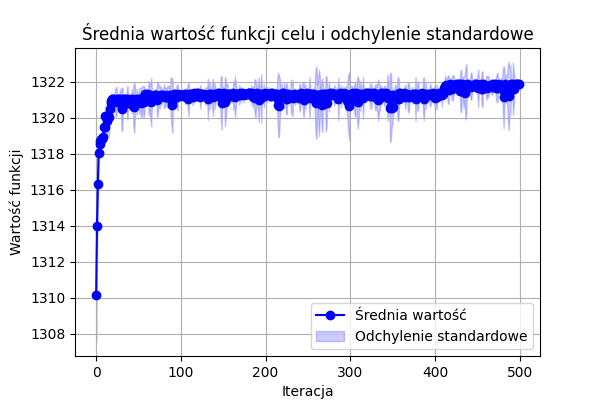 Średnia wartość funkcji celu i odchylenie standardowe
Wartość funkcji
1322
1320
1318
1316
1314
1312
1310
1308
Średnia wartość
Odchylenie standardowe
0 100 200 300 400 500
Iteracja